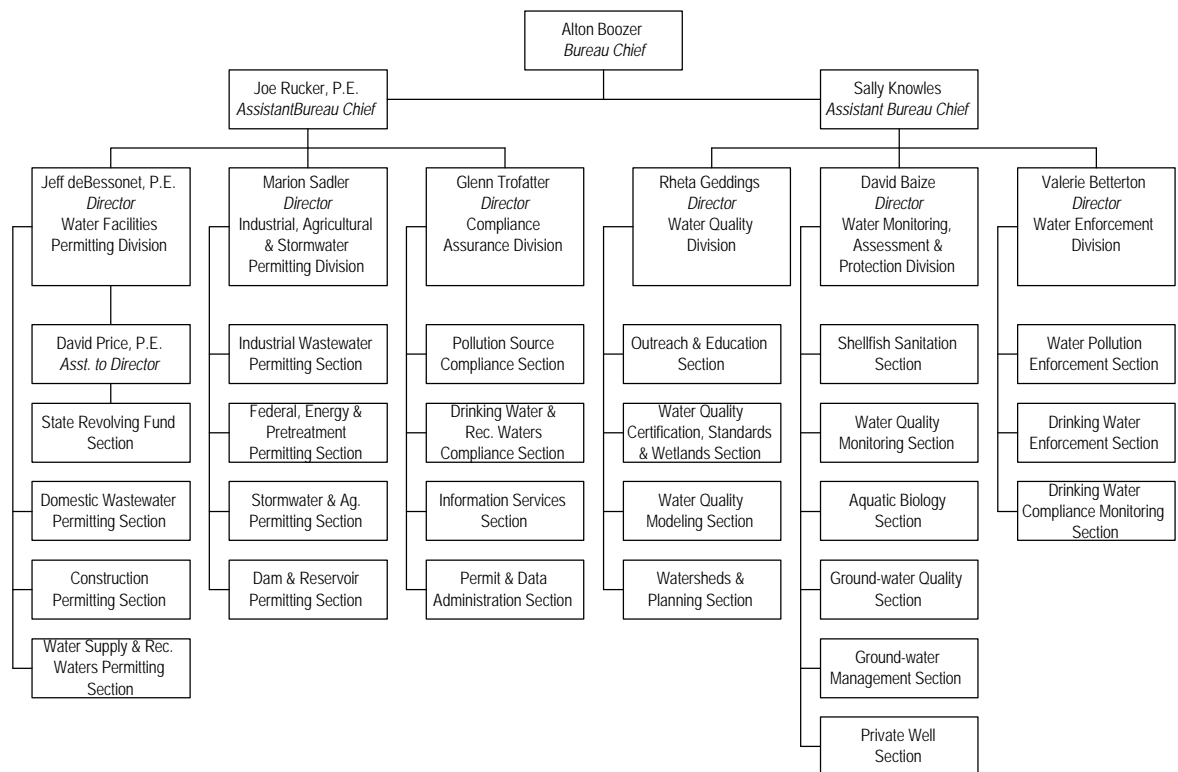 Alton Boozer
Bureau Chief
Joe Rucker, P.E.
AssistantBureau Chief
Sally Knowles
Assistant Bureau Chief
Jeff deBessonet, P.E.
Director
Water Facilities
Permitting Division
Marion Sadler
Director
Industrial, Agricultural
& Stormwater
Permitting Division
Glenn Trofatter
Director
Compliance
Assurance Division
Rheta Geddings
Director
Water Quality
Division
David Baize
Director
Water Monitoring,
Assessment &
Protection Division
Valerie Betterton
Director
Water Enforcement
Division
David Price, P.E.
Asst. to Director
Industrial Wastewater
Permitting Section
Pollution Source
Compliance Section
Outreach & Education
Section
Shellfish Sanitation
Section
Water Pollution
Enforcement Section
State Revolving Fund
Section
Federal, Energy &
Pretreatment
Permitting Section
Drinking Water &
Rec. Waters
Compliance Section
Water Quality
Certification, Standards
& Wetlands Section
Water Quality
Monitoring Section
Drinking Water
Enforcement Section
Domestic Wastewater
Permitting Section
Stormwater & Ag.
Permitting Section
Information Services
Section
Water Quality
Modeling Section
Aquatic Biology
Section
Drinking Water
Compliance Monitoring
Section
Construction
Permitting Section
Dam & Reservoir
Permitting Section
Permit & Data
Administration Section
Watersheds &
Planning Section
Ground-water Quality
Section
Water Supply & Rec.
Waters Permitting
Section
Ground-water
Management Section
Private Well
Section